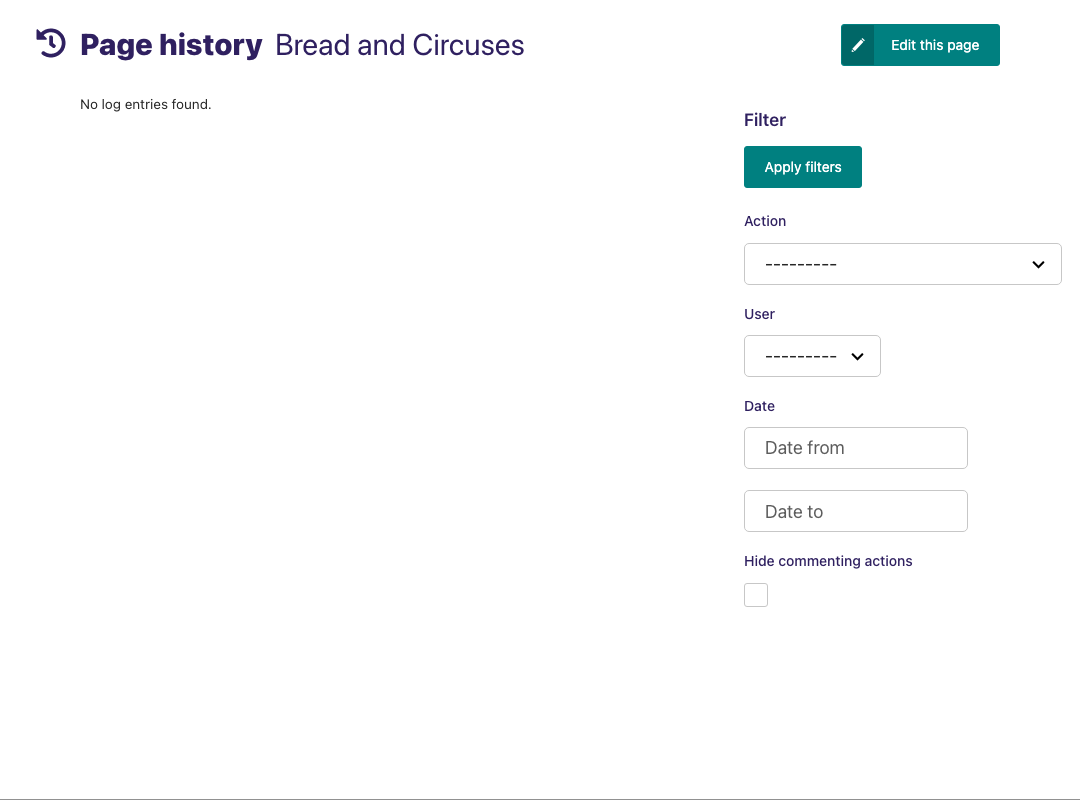 Page history Bread and Circuses
Edit this page
No log entries found.
Filter
Apply filters
Action
---------
User
---------
Date
Date from
Date to
Hide commenting actions